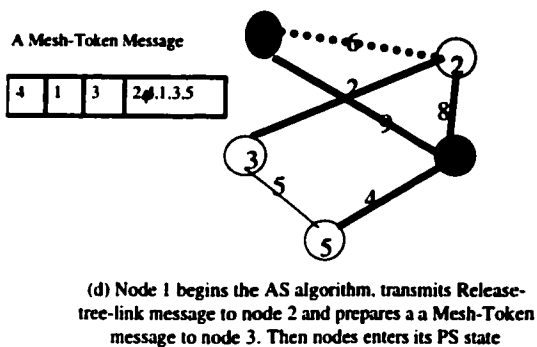 A Mesh-Token Message
4 1 3 2,4.1.3.5
6
2
2
9
8
3
5
4
5
(d) Node 1 begins the AS algorithm. transmits Release-
tree-link message to node 2 and prepares a a Mesh-Token
message to node 3. Then nodes enters its PS state